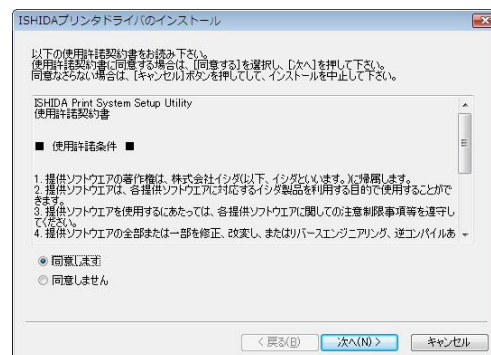 ISHIDAプリンタドライバのインストール
以下の使用許諾契約書をお読み下さい。
使用許諾契約書に同意する場合は、[同意する]を選択し、[次へ]を押して下さい。
同意なさらない場合は、[キャンセル]ボタンを押してして、インストールを中止して下さい。
ISHIDA Print System Setup Utility
使用許諾契約書
■ 使用許諾条件 ■
1. 提供ソフトウエアの著作権は、株式会社イシダ(以下、イシダといいます。)に帰属します。
2. 提供ソフトウエアは、各提供ソフトウエアに対応するイシダ製品を利用する目的で使用することがで
きます。
3. 提供ソフトウエアを使用するにあたっては、各提供ソフトウエアに関しての注意制限事項等を遵守し
てください。
4. 提供ソフトウエアの全部または一部を修正、改変し、またはリバースエンジニアリング、逆コンパイルあ
同意します
同意しません
< 戻る(B)
次へ(N) >
キャンセル